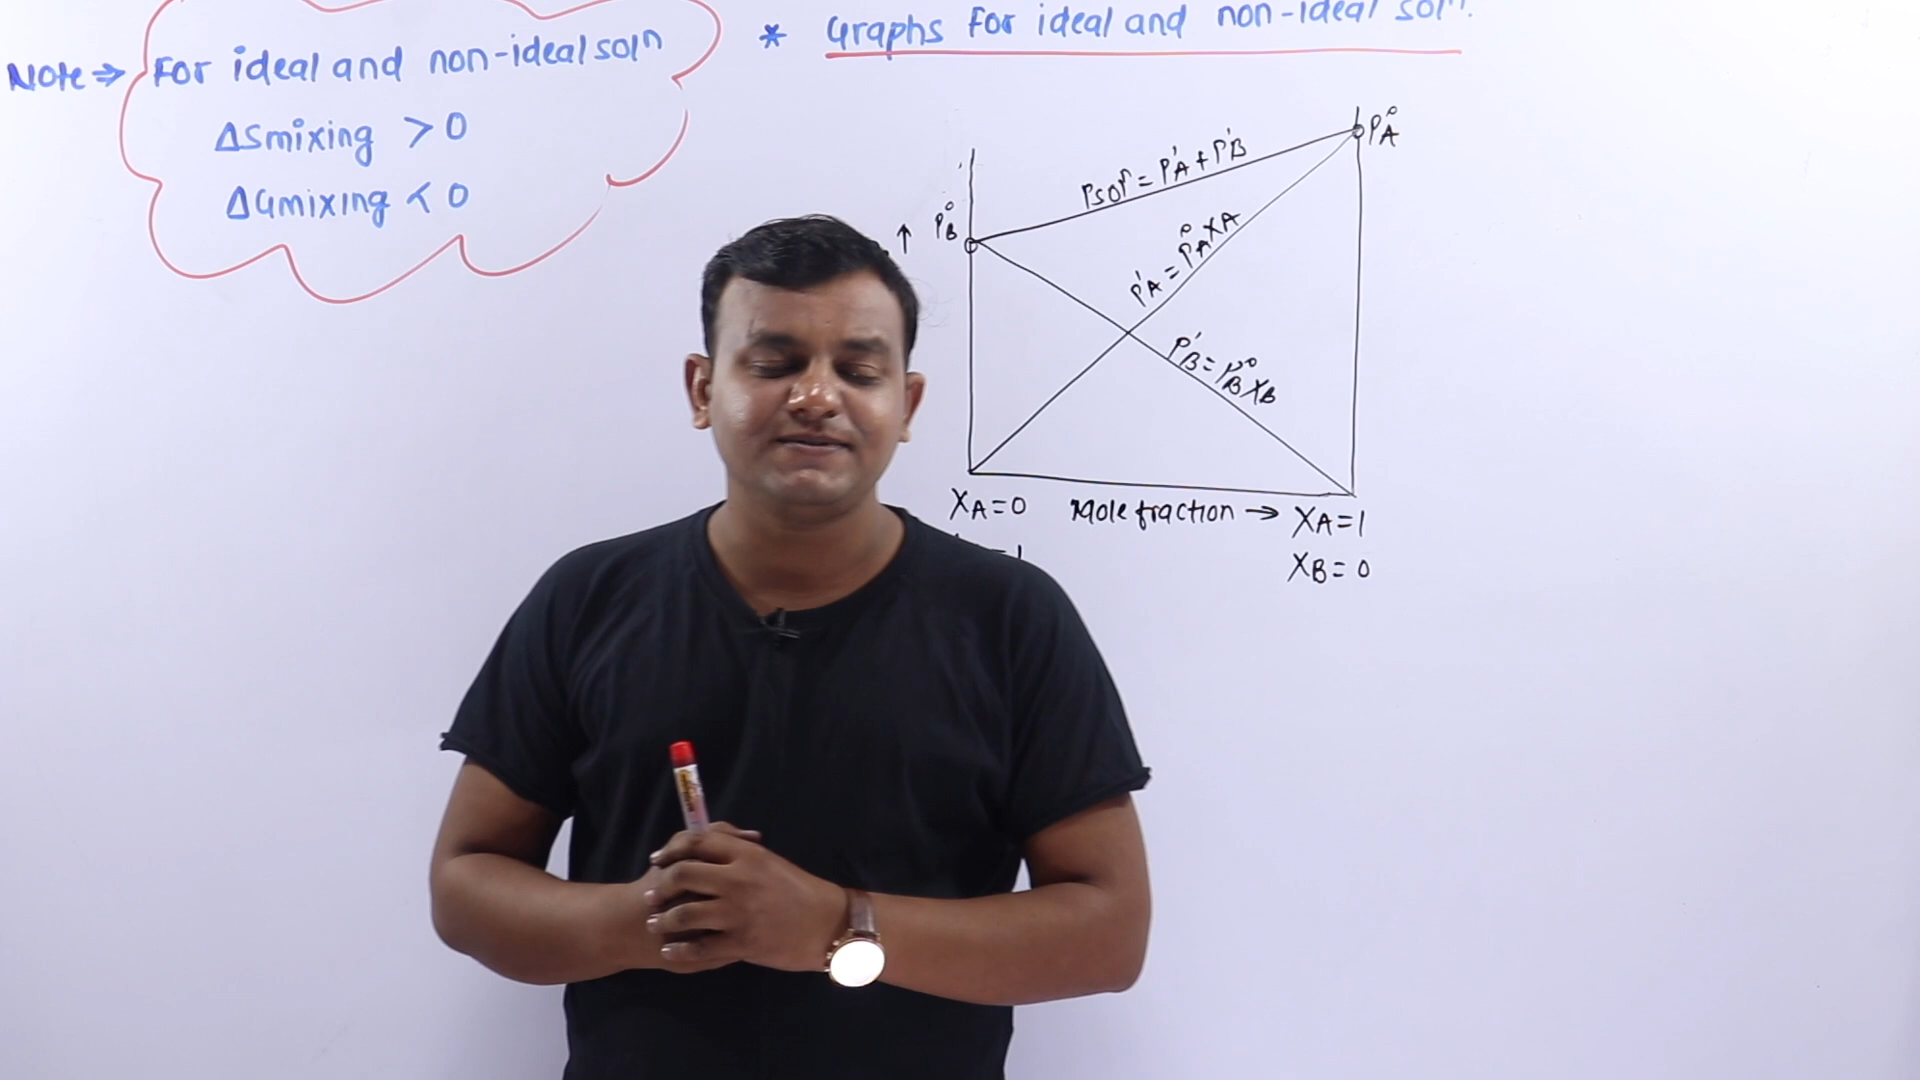 Note ⇒ For ideal and non-ideal solⁿ
ΔSmixing > 0
ΔGmixing < 0
* Graphs for ideal and non-ideal solⁿ.
P°A
Psolⁿ = P'A + P'B
↑ P°B
P'A = P°A XA
P'B = P°B XB
XA = 0 Mole fraction → XA = 1
XB = 0